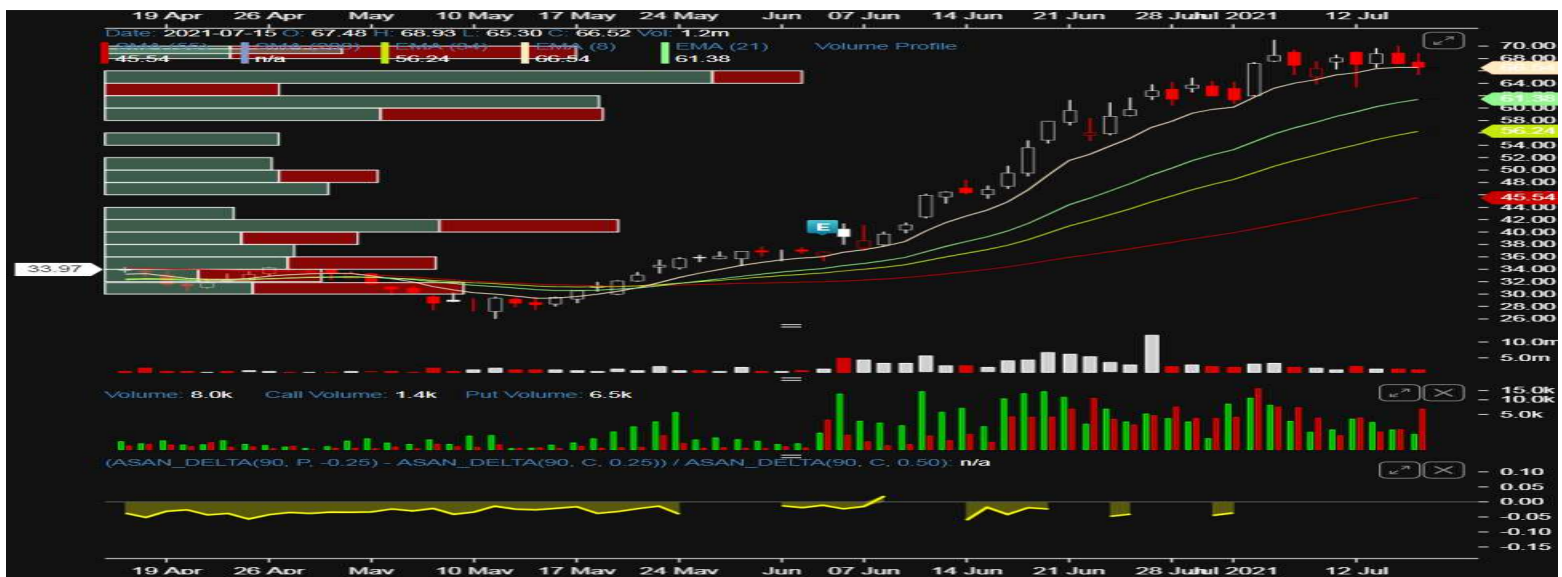 19 Apr 26 Apr May 10 May 17 May 24 May Jun 07 Jun 14 Jun 21 Jun 28 Jun Jul 2021 12 Jul
Date: 2021-07-15 O: 67.48 H: 68.93 L: 65.30 C: 66.52 Vol: 1.2m
EMA (8) EMA (21) Volume Profile
45.54 n/a 56.24 66.54 61.38
70.00
68.00
64.00
61.38
60.00
58.00
56.24
54.00
52.00
50.00
48.00
45.54
44.00
42.00
40.00
38.00
36.00
33.97
34.00
32.00
30.00
28.00
26.00
E
10.0m
5.0m
Volume: 8.0k Call Volume: 1.4k Put Volume: 6.5k
15.0k
10.0k
5.0k
(ASAN_DELTA(90, P, -0.25) - ASAN_DELTA(90, C, 0.25)) / ASAN_DELTA(90, C, 0.50): n/a
0.10
0.05
0.00
-0.05
-0.10
-0.15
19 Apr 26 Apr May 10 May 17 May 24 May Jun 07 Jun 14 Jun 21 Jun 28 Jun Jul 2021 12 Jul